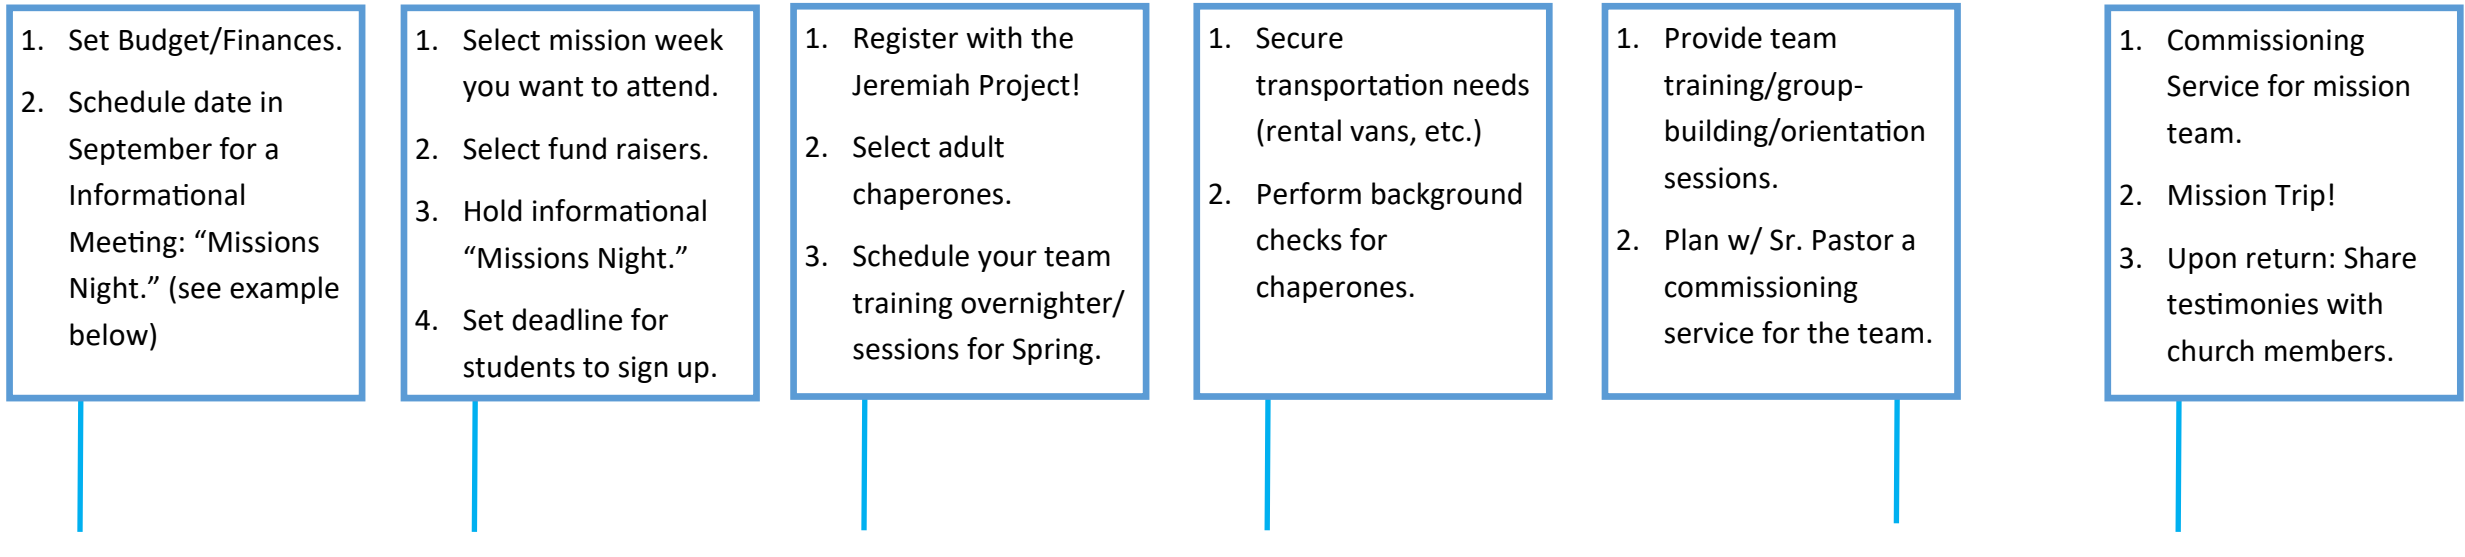 1. Set Budget/Finances.
2. Schedule date in
September for a
Informational
Meeting: “Missions
Night.” (see example
below)
1. Select mission week
you want to attend.
2. Select fund raisers.
3. Hold informational
“Missions Night.”
4. Set deadline for
students to sign up.
1. Register with the
Jeremiah Project!
2. Select adult
chaperones.
3. Schedule your team
training overnighter/
sessions for Spring.
1. Secure
transportation needs
(rental vans, etc.)
2. Perform background
checks for
chaperones.
1. Provide team
training/group-
building/orientation
sessions.
2. Plan w/ Sr. Pastor a
commissioning
service for the team.
1. Commissioning
Service for mission
team.
2. Mission Trip!
3. Upon return: Share
testimonies with
church members.